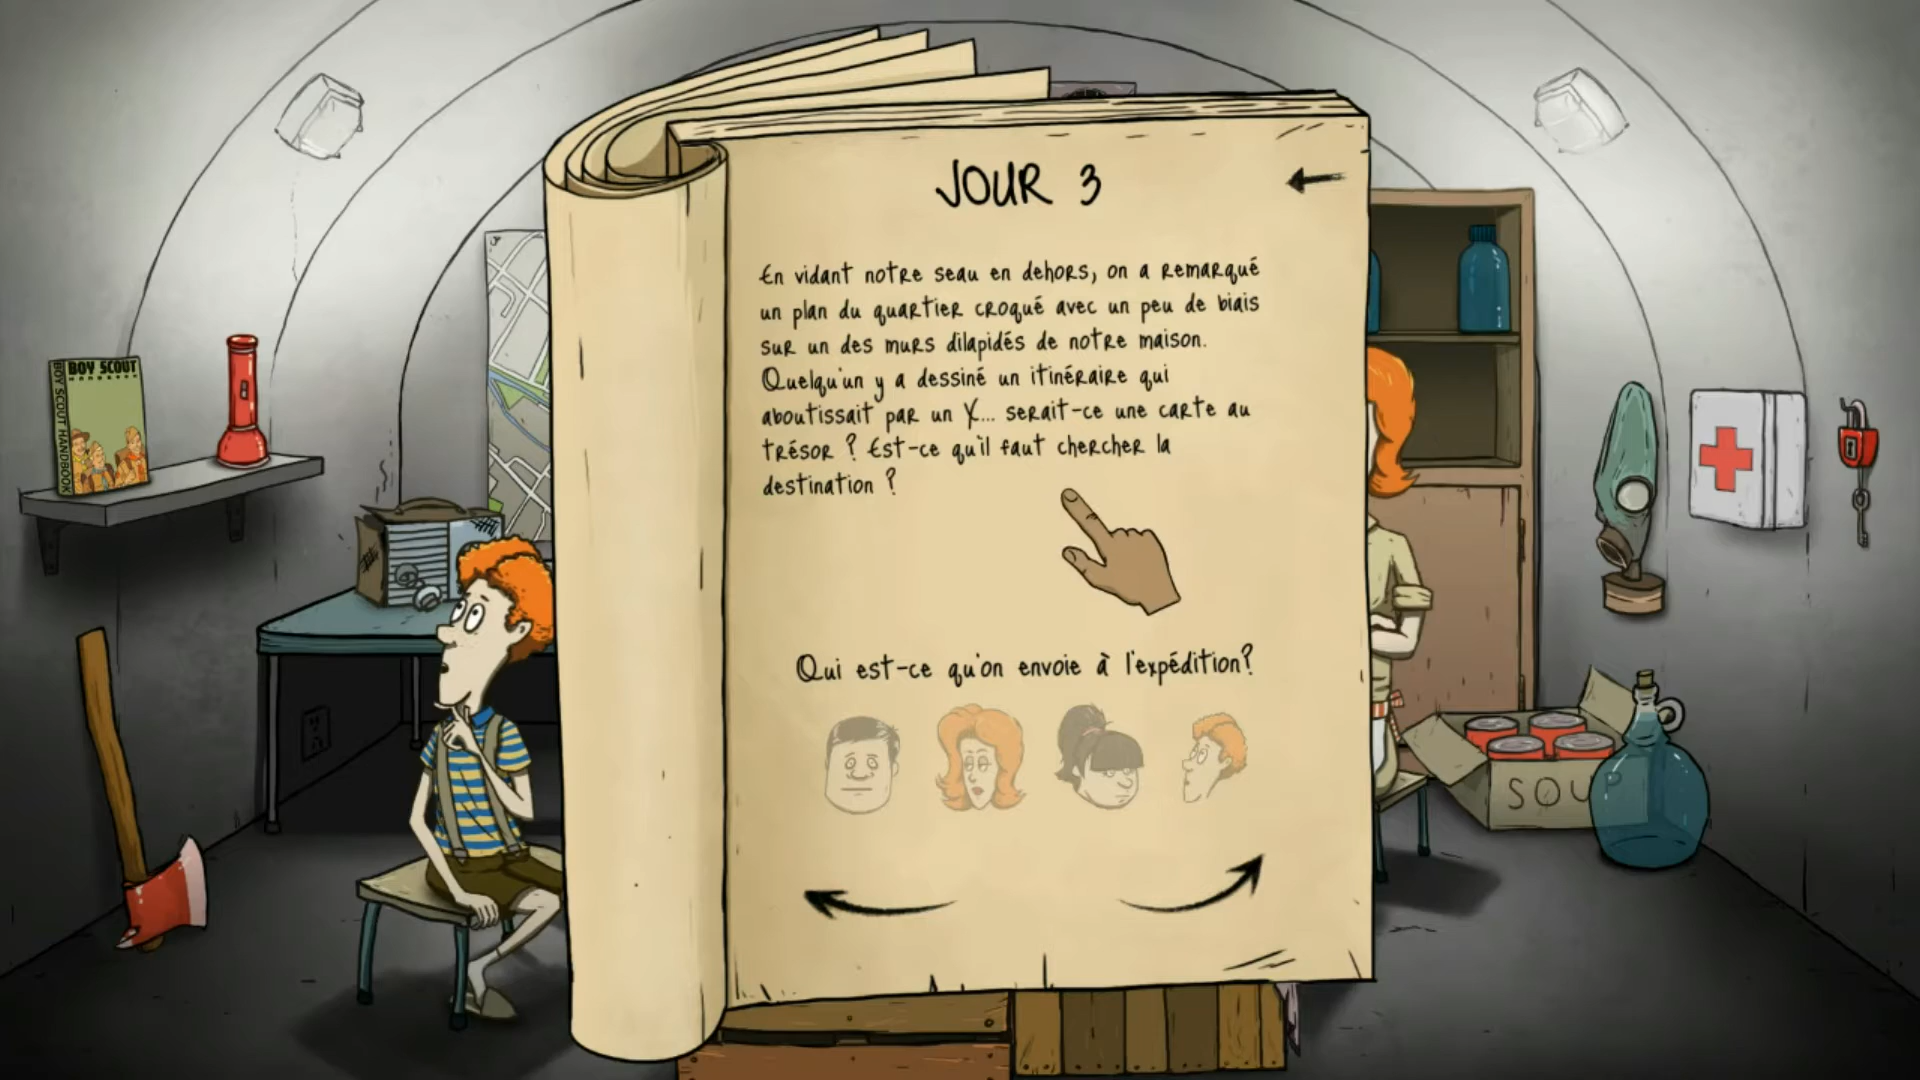 JOUR 3
En vidant notre seau en dehors, on a remarqué
un plan du quartier croqué avec un peu de biais
sur un des murs dilapidés de notre maison.
Quelqu'un y a dessiné un itinéraire qui
aboutissait par un X... serait-ce une carte au
trésor ? Est-ce qu'il faut chercher la
destination ?
Qui est-ce qu'on envoie à l'expédition?
BOY SCOUT
HANDBOOK
BOY SCOUT HANDBOOK
SOU